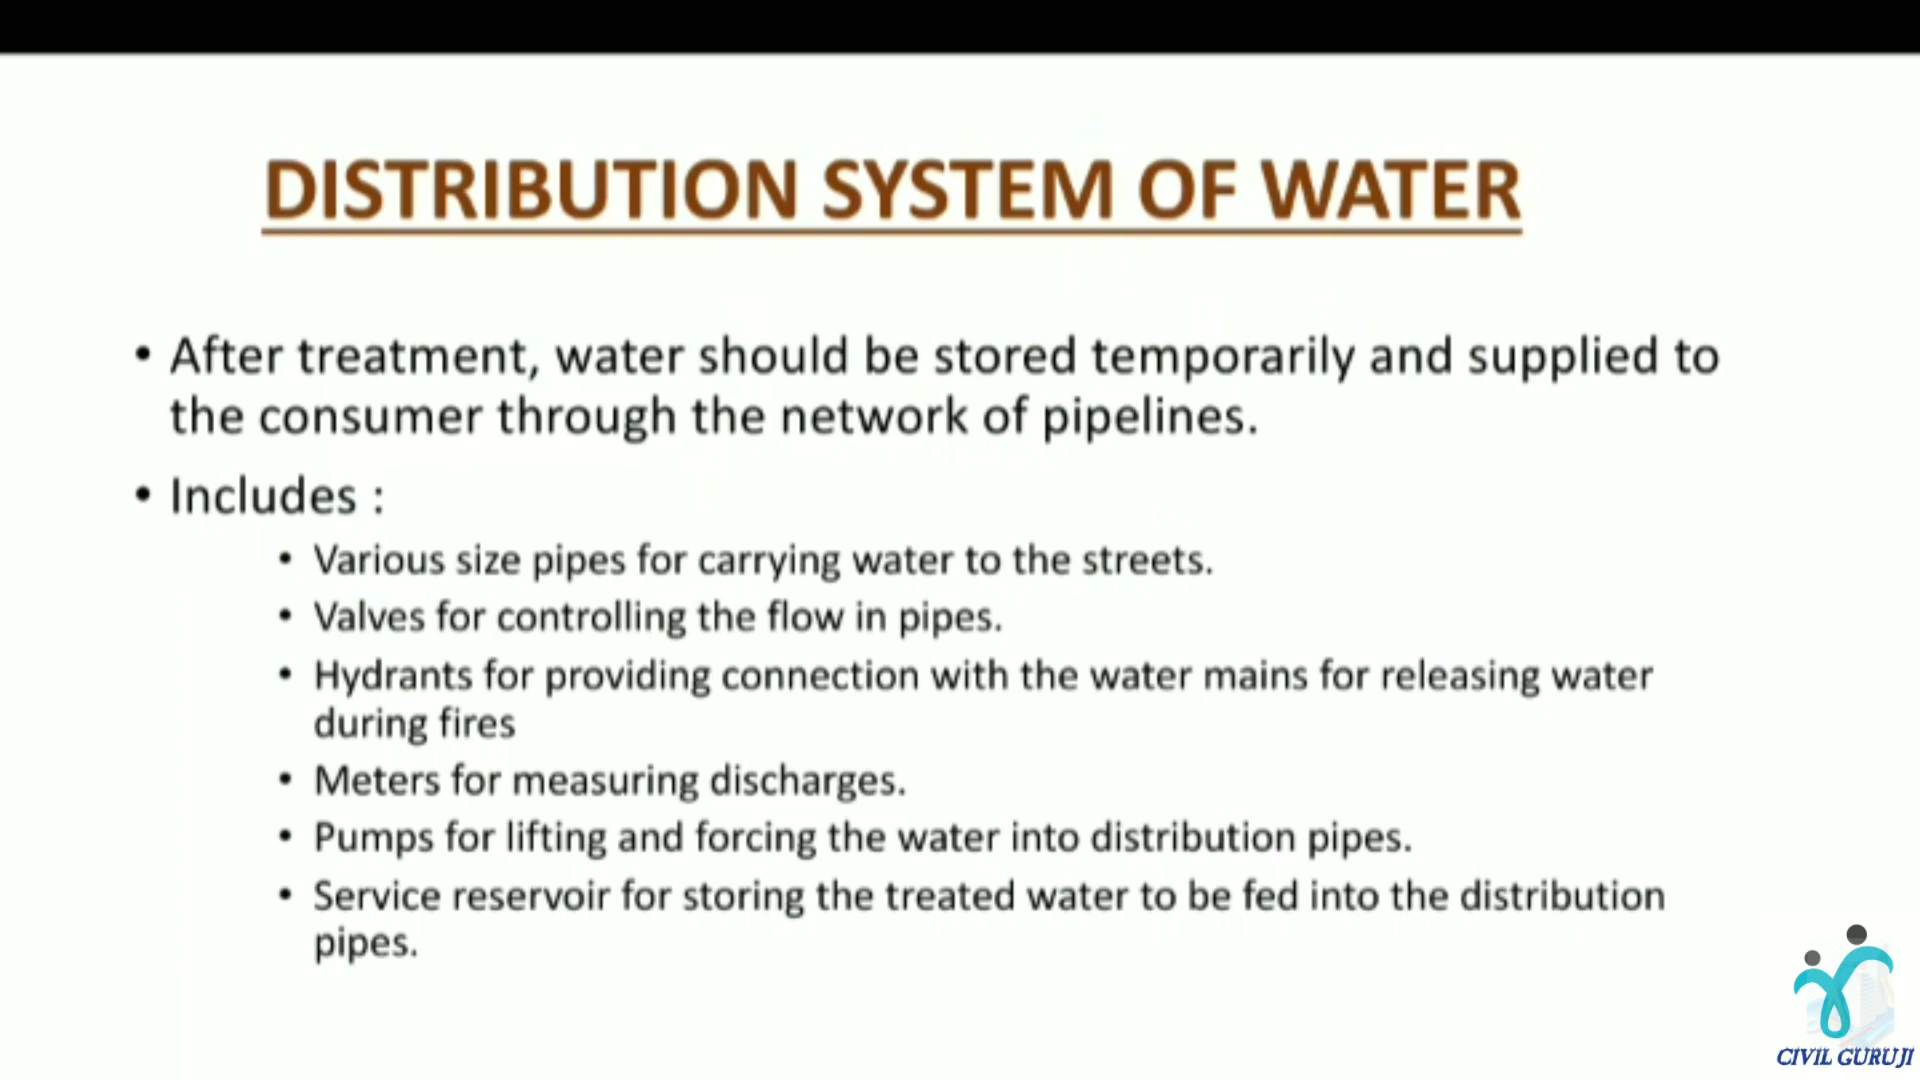 DISTRIBUTION SYSTEM OF WATER
• After treatment, water should be stored temporarily and supplied to
the consumer through the network of pipelines.
• Includes :
• Various size pipes for carrying water to the streets.
• Valves for controlling the flow in pipes.
• Hydrants for providing connection with the water mains for releasing water
during fires
• Meters for measuring discharges.
• Pumps for lifting and forcing the water into distribution pipes.
• Service reservoir for storing the treated water to be fed into the distribution
pipes.
CIVIL GURUJI